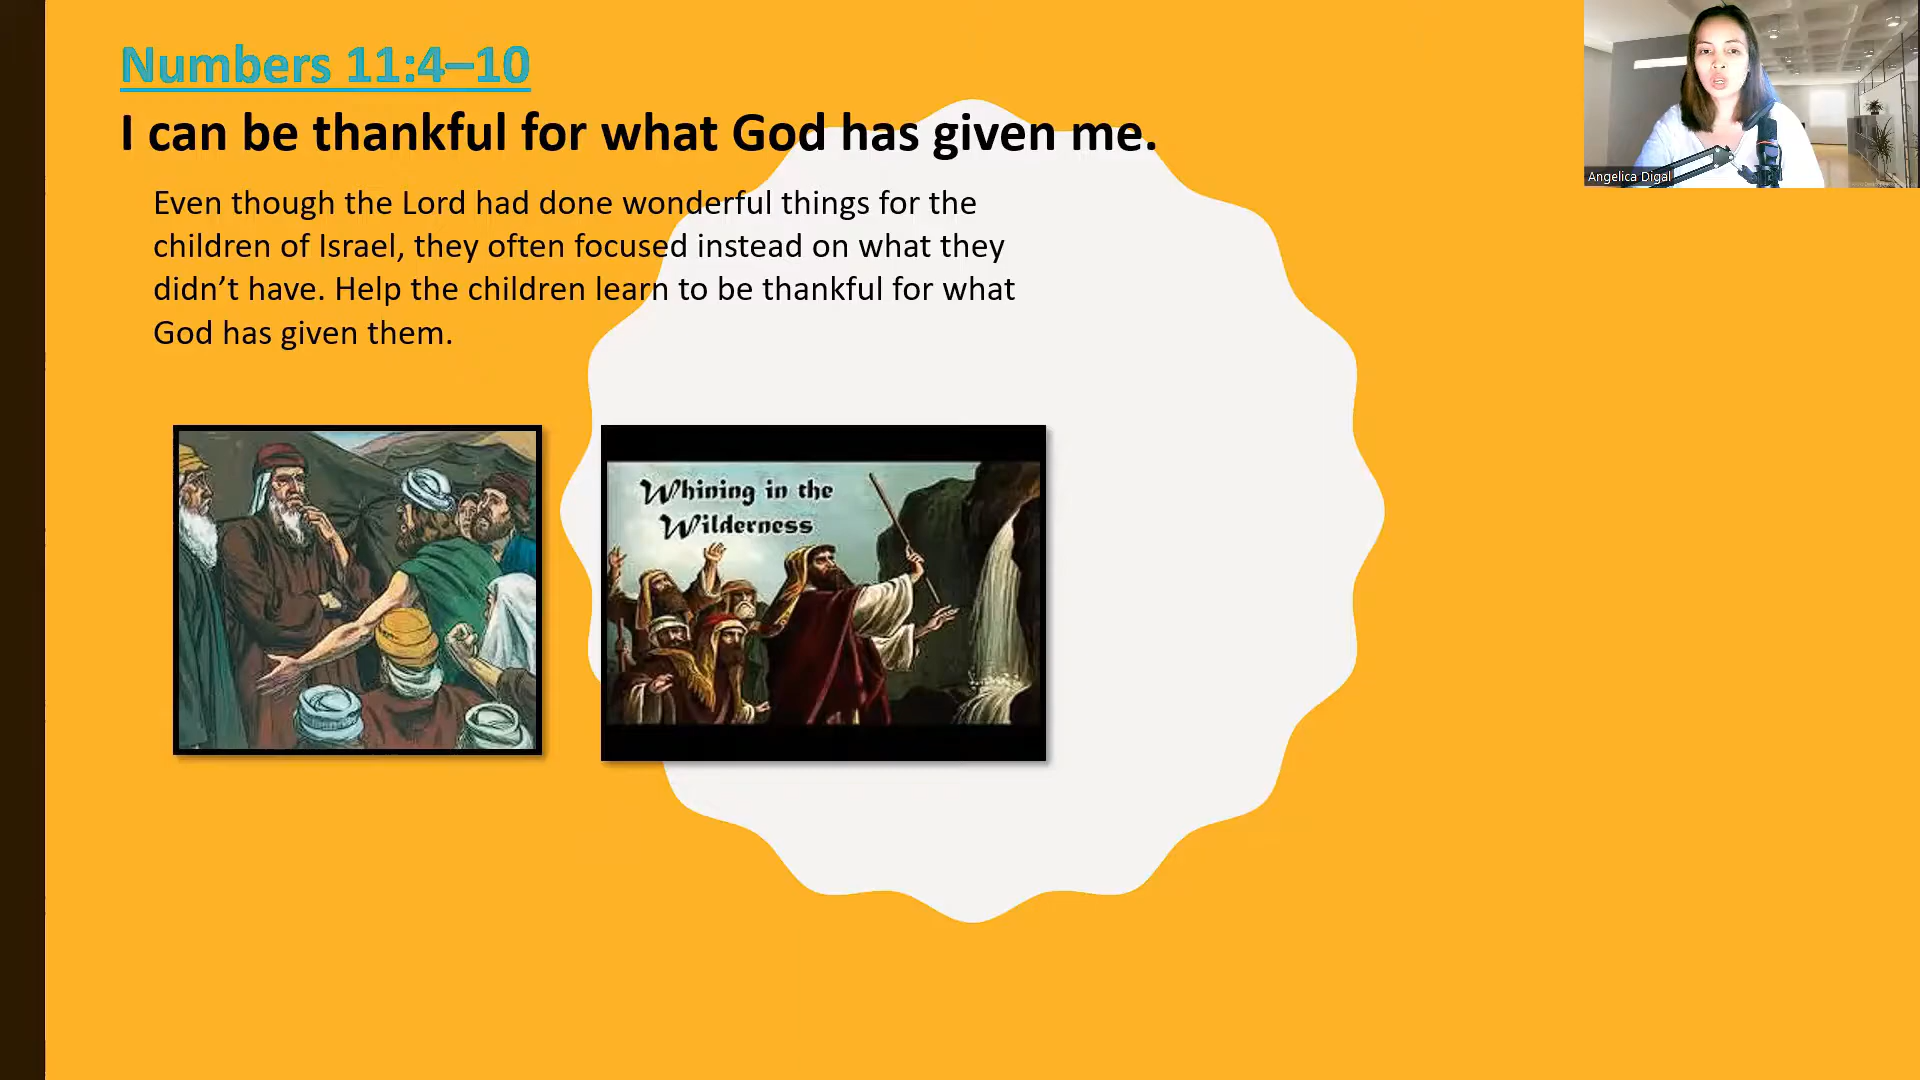 Numbers 11:4–10
I can be thankful for what God has given me.
Even though the Lord had done wonderful things for the
children of Israel, they often focused instead on what they
didn’t have. Help the children learn to be thankful for what
God has given them.
Whining in the
Wilderness
Angelica Digal